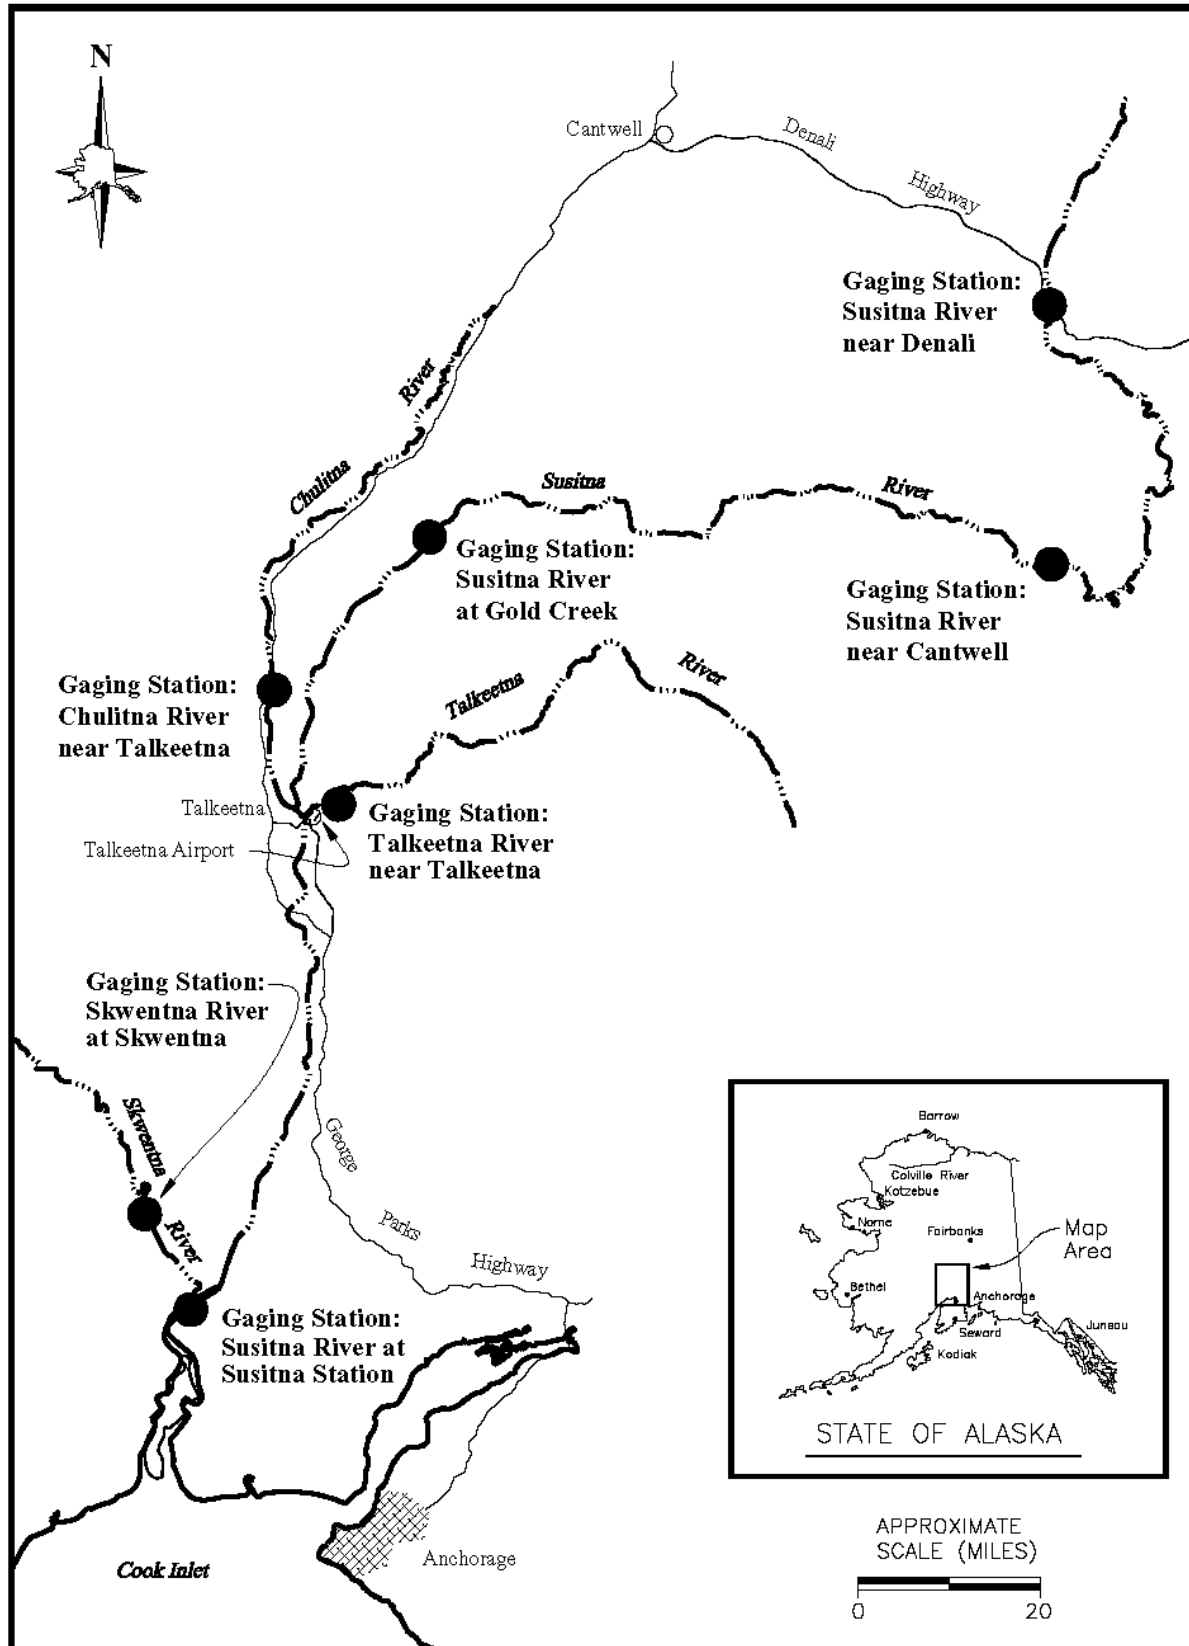 N
Cantwell
Denali
Highway
Gaging Station:
Susitna River
near Denali
River
Chulitna
Susitna
River
Gaging Station:
Susitna River
at Gold Creek
Gaging Station:
Susitna River
near Cantwell
River
Talkeetna
Gaging Station:
Chulitna River
near Talkeetna
Talkeetna
Talkeetna Airport
Gaging Station:
Talkeetna River
near Talkeetna
Gaging Station:
Skwentna River
at Skwentna
Skwentna
River
George
Parks
Highway
Gaging Station:
Susitna River at
Susitna Station
Cook Inlet
Anchorage
Barrow
Colville River
Kotzebue
Nome
Fairbanks
Map
Area
Bethel
Anchorage
Seward
Juneau
Kodiak
STATE OF ALASKA
APPROXIMATE
SCALE (MILES)
0 20